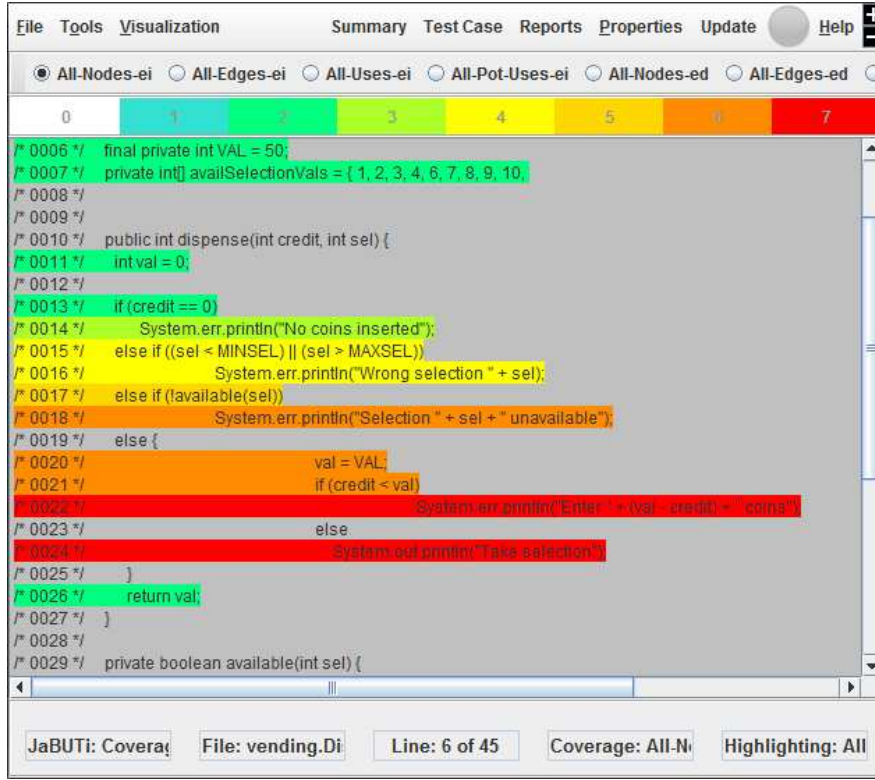 File Tools Visualization Summary Test Case Reports Properties Update Help
All-Nodes-ei All-Edges-ei All-Uses-ei All-Pot-Uses-ei All-Nodes-ed All-Edges-ed
0 1 2 3 4 5 6 7
/* 0006 */ final private int VAL = 50;
/* 0007 */ private int[] availSelectionVals = { 1, 2, 3, 4, 6, 7, 8, 9, 10,
/* 0008 */
/* 0009 */
/* 0010 */ public int dispense(int credit, int sel) {
/* 0011 */ int val = 0;
/* 0012 */
/* 0013 */ if (credit == 0)
/* 0014 */ System.err.println("No coins inserted");
/* 0015 */ else if ((sel < MINSEL) || (sel > MAXSEL))
/* 0016 */ System.err.println("Wrong selection " + sel);
/* 0017 */ else if (!available(sel))
/* 0018 */ System.err.println("Selection " + sel + " unavailable");
/* 0019 */ else {
/* 0020 */ val = VAL;
/* 0021 */ if (credit < val)
/* 0022 */ System.err.println("Enter " + (val - credit) + " coins");
/* 0023 */ else
/* 0024 */ System.out.println("Take selection");
/* 0025 */ }
/* 0026 */ return val;
/* 0027 */ }
/* 0028 */
/* 0029 */ private boolean available(int sel) {
JaBUTi: Coverag File: vending.Di Line: 6 of 45 Coverage: All-N Highlighting: All